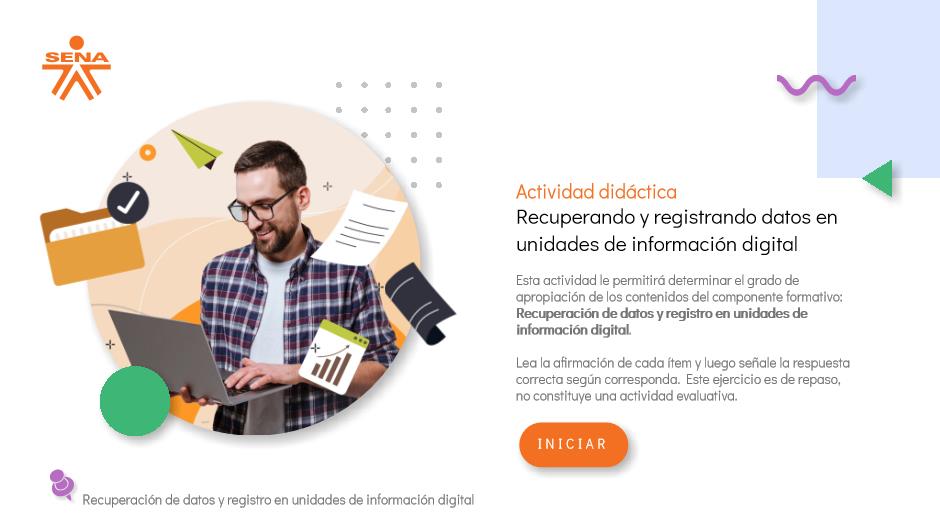 SENA
Actividad didáctica
Recuperando y registrando datos en
unidades de información digital
Esta actividad le permitirá determinar el grado de
apropiación de los contenidos del componente formativo:
Recuperación de datos y registro en unidades de
información digital.
Lea la afirmación de cada ítem y luego señale la respuesta
correcta según corresponda. Este ejercicio es de repaso,
no constituye una actividad evaluativa.
INICIAR
Recuperación de datos y registro en unidades de información digital